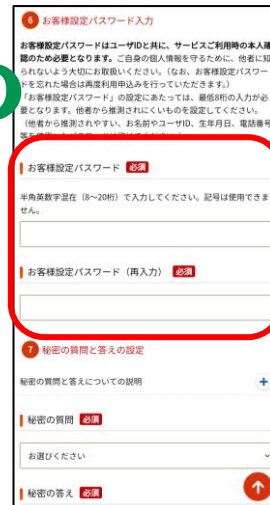 6 お客様設定パスワード入力
お客様設定パスワードはユーザIDと共に、サービスご利用時の本人確
認のため必要となります。ご自身の個人情報を守るために、他者に知
られないよう大切にお取扱いください。（なお、お客様設定パスワー
ドを忘れた場合は再度利用申込みを行っていただきます。）
「お客様設定パスワード」の設定にあたっては、最低8桁の入力が必
要となります。他者から推測されにくいものを設定してください。
（他者から推測されやすい、お名前やユーザID、生年月日、電話番号
お客様設定パスワード 必須
半角英数字混在（8～20桁）で入力してください。記号は使用できま
せん。
お客様設定パスワード（再入力） 必須
7 秘密の質問と答えの設定
秘密の質問と答えについての説明
秘密の質問 必須
お選びください
秘密の答え 必須